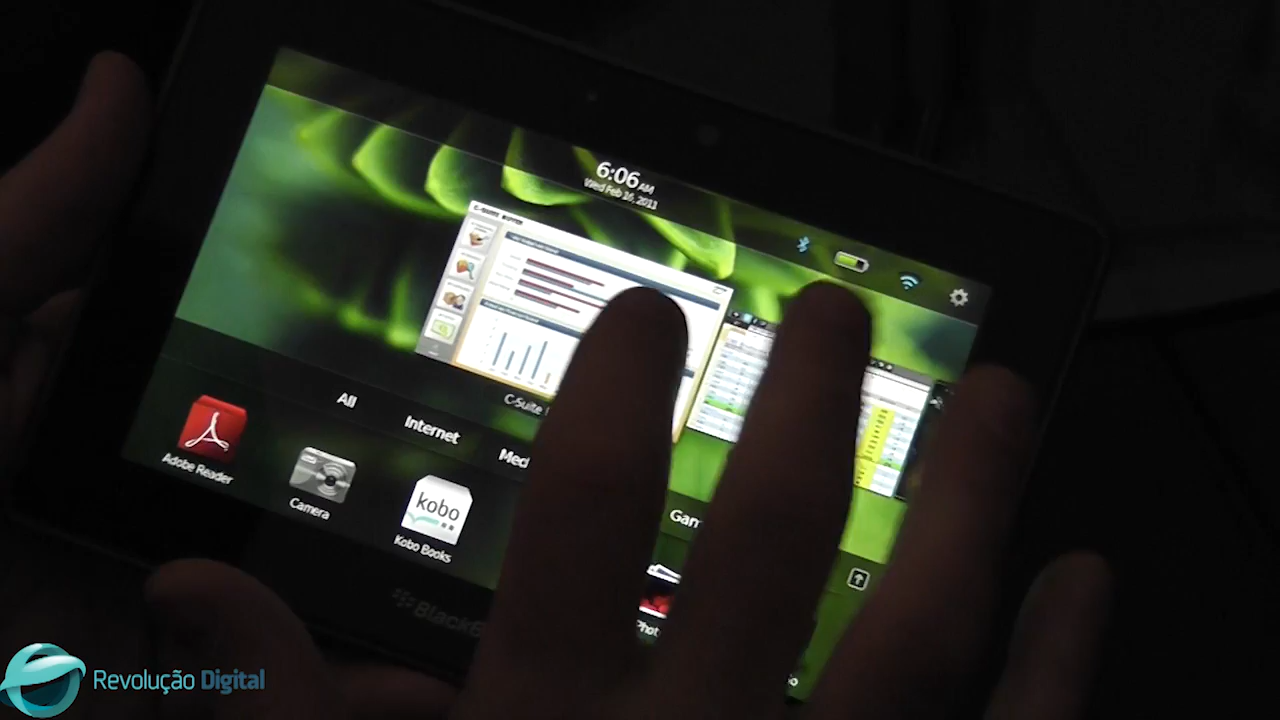 6:06 AM
Wed Feb 16, 2011
C-Suite
All
Internet
Med
Gam
Adobe Reader
Camera
kobo
Kobo Books
Phot
BlackB
Revolução Digital